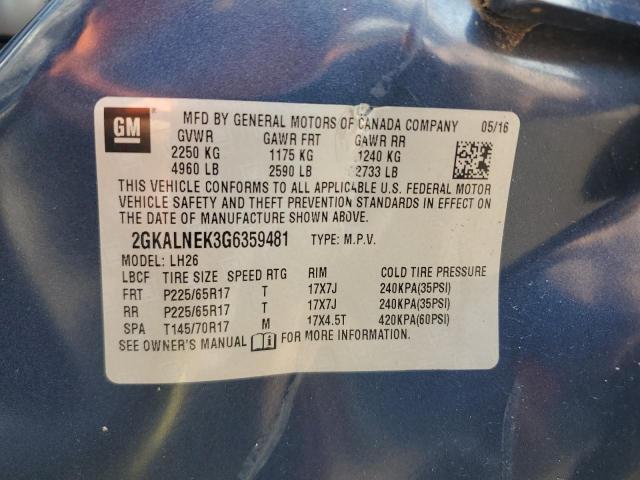 GM MFD BY GENERAL MOTORS OF CANADA COMPANY 05/16
GVWR GAWR FRT GAWR RR
2250 KG 1175 KG 1240 KG
4960 LB 2590 LB 2733 LB
THIS VEHICLE CONFORMS TO ALL APPLICABLE U.S. FEDERAL MOTOR
VEHICLE SAFETY AND THEFT PREVENTION STANDARDS IN EFFECT ON
THE DATE OF MANUFACTURE SHOWN ABOVE.
2GKALNEK3G6359481 TYPE: M.P.V.
MODEL: LH26
LBCF TIRE SIZE SPEED RTG RIM COLD TIRE PRESSURE
FRT P225/65R17 T 17X7J 240KPA(35PSI)
RR P225/65R17 T 17X7J 240KPA(35PSI)
SPA T145/70R17 M 17X4.5T 420KPA(60PSI)
SEE OWNER'S MANUAL FOR MORE INFORMATION.